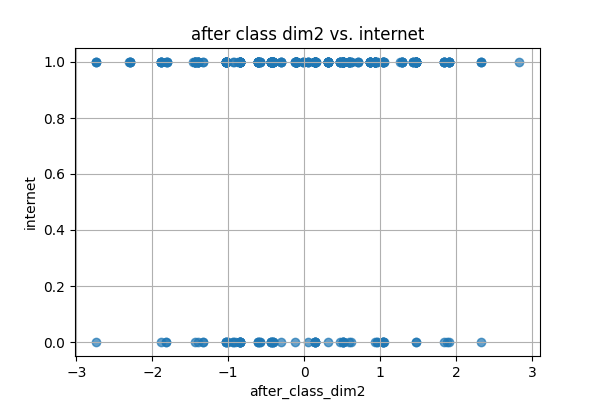 after class dim2 vs. internet
1.0
0.8
0.6
0.4
0.2
0.0
internet
−3 −2 −1 0 1 2 3
after_class_dim2